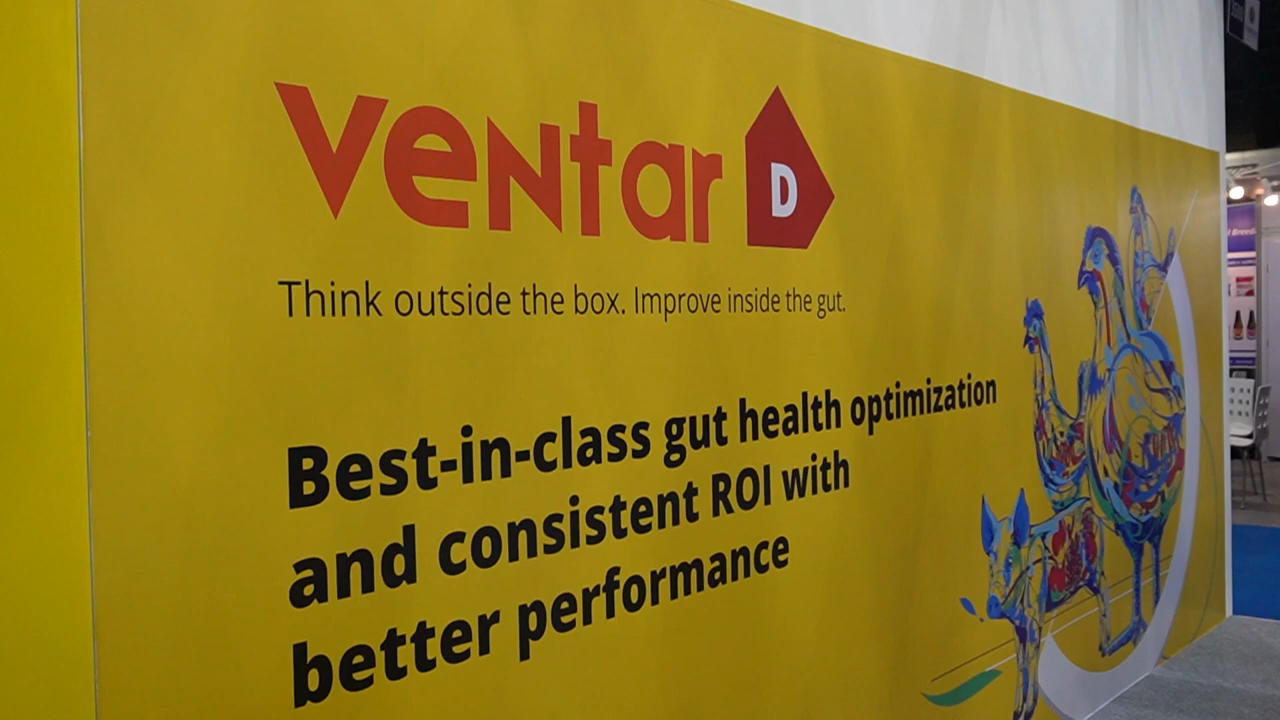 ventar D
Think outside the box. Improve inside the gut.
Best-in-class gut health optimization
and consistent ROI with
better performance